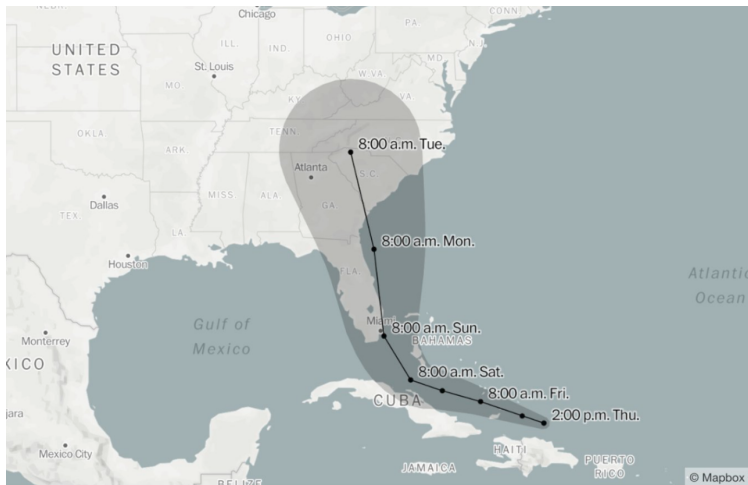 Chicago
CONN.
PA.
N.J.
OHIO
ILL.
IND.
UNITED
STATES
St. Louis
MD.
W.VA.
MO.
KY.
VA.
OKLA.
TENN.
8:00 a.m. Tue.
ARK.
Atlanta
S.C.
Dallas
MISS.
ALA.
GA.
TEX.
LA.
8:00 a.m. Mon.
Houston
FLA.
Atlantic
Ocean
Gulf of
Mexico
Miami
8:00 a.m. Sun.
BAHAMAS
Monterrey
XICO
8:00 a.m. Sat.
8:00 a.m. Fri.
CUBA
2:00 p.m. Thu.
jara
Mexico City
HAITI
PUERTO
RICO
JAMAICA
BELIZE
© Mapbox